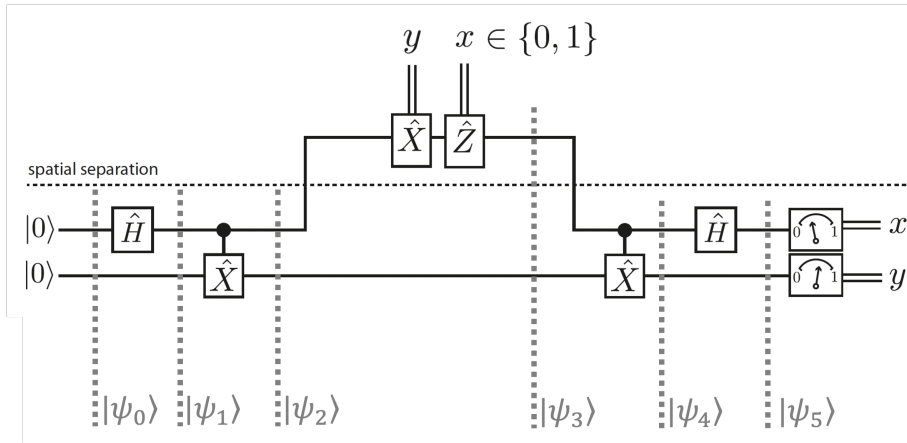 y x ∈ {0, 1}
X̂ Ẑ
spatial separation
|0⟩ Ĥ Ĥ 0 1 x
|0⟩ X̂ X̂ 0 1 y
|ψ₀⟩ |ψ₁⟩ |ψ₂⟩ |ψ₃⟩ |ψ₄⟩ |ψ₅⟩